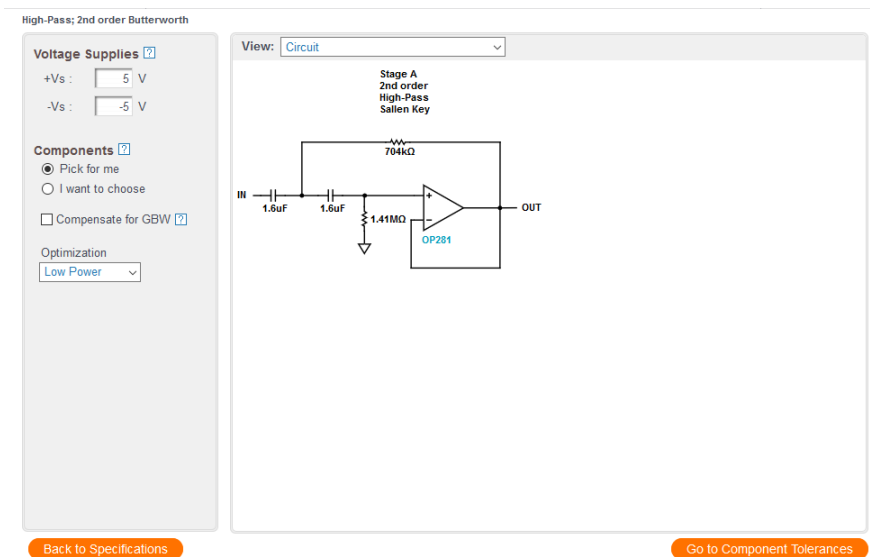 High-Pass; 2nd order Butterworth
Voltage Supplies ?
+Vs : 5 V
-Vs : -5 V
Components ?
Pick for me
I want to choose
Compensate for GBW ?
Optimization
Low Power
View: Circuit
Stage A
2nd order
High-Pass
Sallen Key
704kΩ
IN
1.6uF
1.6uF
1.41MΩ
+
−
OP281
OUT
Back to Specifications
Go to Component Tolerances